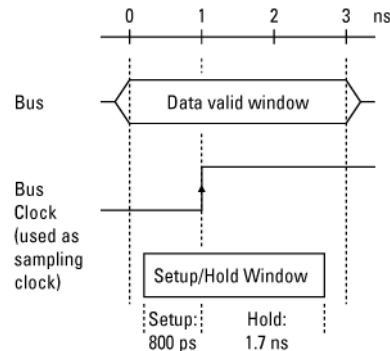 0 1 2 3 ns
Bus
Data valid window
Bus
Clock
(used as
sampling
clock)
Setup/Hold Window
Setup: Hold:
800 ps 1.7 ns